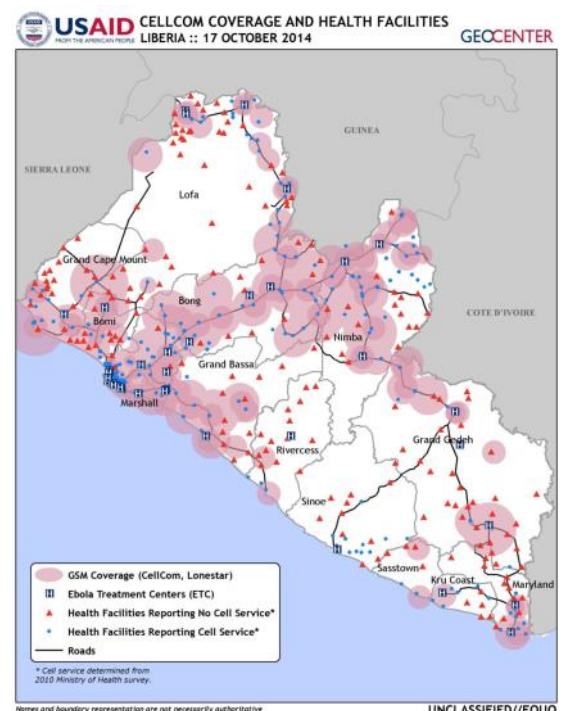 USAID
FROM THE AMERICAN PEOPLE
CELLCOM COVERAGE AND HEALTH FACILITIES
LIBERIA :: 17 OCTOBER 2014
GEOCENTER
GUINEA
SIERRA LEONE
Lofa
Grand Cape Mount
Bong
COTE D'IVOIRE
Bomi
Nimba
Grand Bassa
Marshall
Grand Gedeh
Rivercess
Sinoe
Sasstown
Kru Coast
Maryland
GSM Coverage (CellCom, Lonestar)
H Ebola Treatment Centers (ETC)
Health Facilities Reporting No Cell Service*
Health Facilities Reporting Cell Service*
Roads
* Cell service determined from
2010 Ministry of Health survey.
Names and boundary representation are not necessarily authoritative
UNCLASSIFIED//FOUO